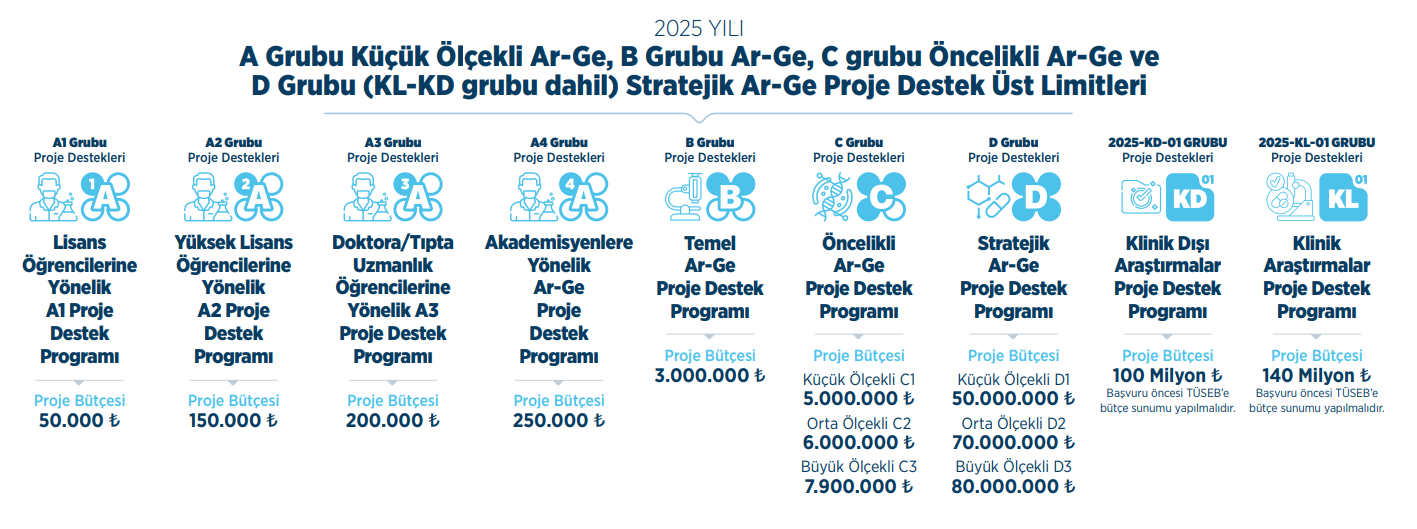 2025 YILI
A Grubu Küçük Ölçekli Ar-Ge, B Grubu Ar-Ge, C grubu Öncelikli Ar-Ge ve
D Grubu (KL-KD grubu dahil) Stratejik Ar-Ge Proje Destek Üst Limitleri
A1 Grubu
Proje Destekleri
1
A
Lisans
Öğrencilerine
Yönelik
A1 Proje
Destek
Programı
Proje Bütçesi
50.000 ₺
A2 Grubu
Proje Destekleri
2
A
Yüksek Lisans
Öğrencilerine
Yönelik
A2 Proje
Destek
Programı
Proje Bütçesi
150.000 ₺
A3 Grubu
Proje Destekleri
3
A
Doktora/Tıpta
Uzmanlık
Öğrencilerine
Yönelik A3
Proje Destek
Programı
Proje Bütçesi
200.000 ₺
A4 Grubu
Proje Destekleri
4
A
Akademisyenlere
Yönelik
Ar-Ge
Proje
Destek
Programı
Proje Bütçesi
250.000 ₺
B Grubu
Proje Destekleri
B
Temel
Ar-Ge
Proje Destek
Programı
Proje Bütçesi
3.000.000 ₺
C Grubu
Proje Destekleri
C
Öncelikli
Ar-Ge
Proje Destek
Programı
Proje Bütçesi
Küçük Ölçekli C1
5.000.000 ₺
Orta Ölçekli C2
6.000.000 ₺
Büyük Ölçekli C3
7.900.000 ₺
D Grubu
Proje Destekleri
D
Stratejik
Ar-Ge
Proje Destek
Programı
Proje Bütçesi
Küçük Ölçekli D1
50.000.000 ₺
Orta Ölçekli D2
70.000.000 ₺
Büyük Ölçekli D3
80.000.000 ₺
2025-KD-01 GRUBU
Proje Destekleri
KD 01
Klinik Dışı
Araştırmalar
Proje Destek
Programı
Proje Bütçesi
100 Milyon ₺
Başvuru öncesi TÜSEB'e
bütçe sunumu yapılmalıdır.
2025-KL-01 GRUBU
Proje Destekleri
KL 01
Klinik
Araştırmalar
Proje Destek
Programı
Proje Bütçesi
140 Milyon ₺
Başvuru öncesi TÜSEB'e
bütçe sunumu yapılmalıdır.